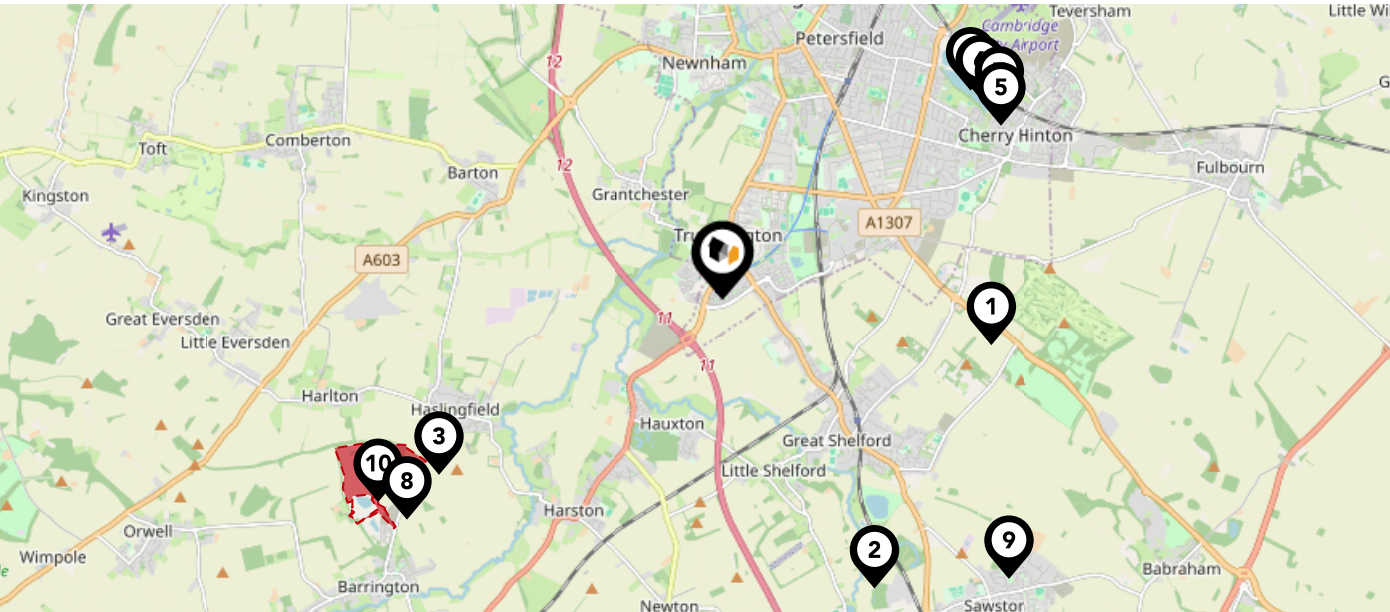 Teversham
Little Wi
Cambridge
y Airport
Petersfield
12
Newnham
5
Cherry Hinton
Comberton
Toft
12
Barton
Fulbourn
Kingston
Grantchester
A1307
Tru
ton
A603
1
Great Eversden
11
Little Eversden
11
Harlton
Haslingfield
3
Hauxton
Great Shelford
10
8
Little Shelford
Harston
Orwell
2
9
Wimpole
Babraham
Barrington
Newton
Sawston